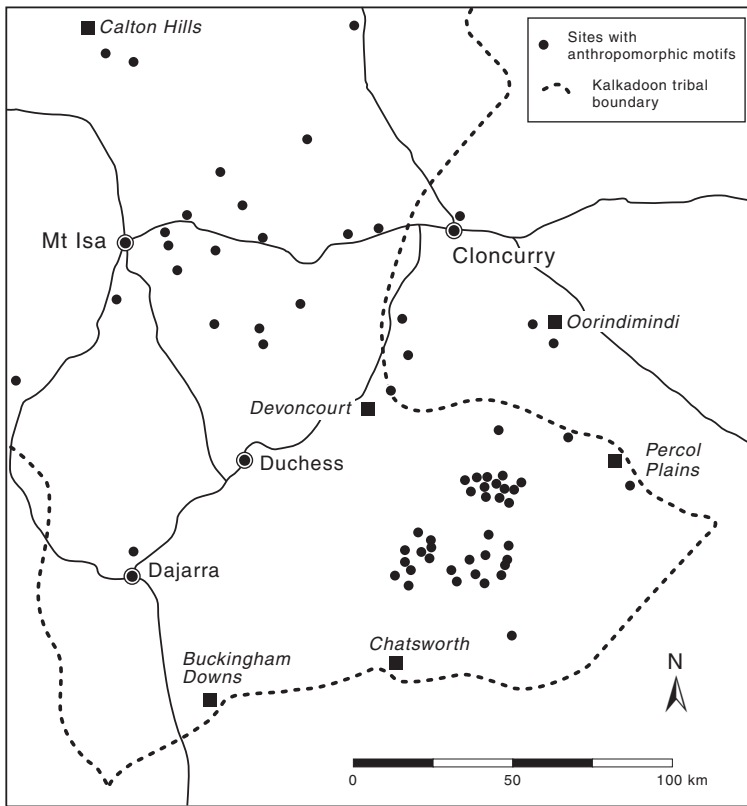 Calton Hills
Sites with
anthropomorphic motifs
Kalkadoon tribal
boundary
Mt Isa
Cloncurry
Oorindimindi
Devoncourt
Duchess
Percol
Plains
Dajarra
Chatsworth
Buckingham
Downs
N
0 50 100 km